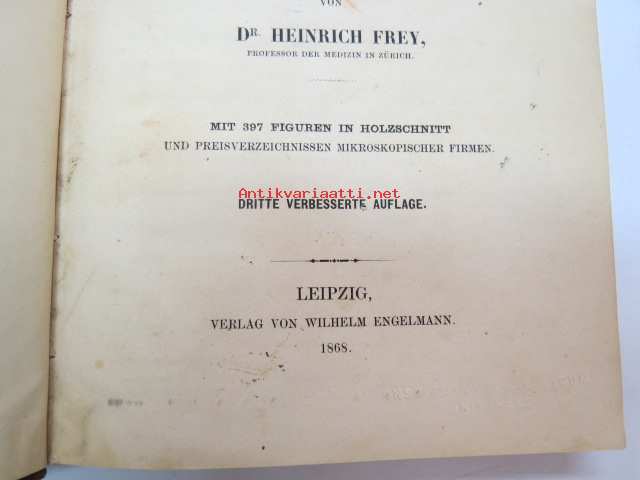 VON
DR. HEINRICH FREY,
PROFESSOR DER MEDIZIN IN ZÜRICH.
MIT 397 FIGUREN IN HOLZSCHNITT
UND PREISVERZEICHNISSEN MIKROSKOPISCHER FIRMEN.
Antikvariaatti.net
DRITTE VERBESSERTE AUFLAGE.
LEIPZIG,
VERLAG VON WILHELM ENGELMANN.
1868.